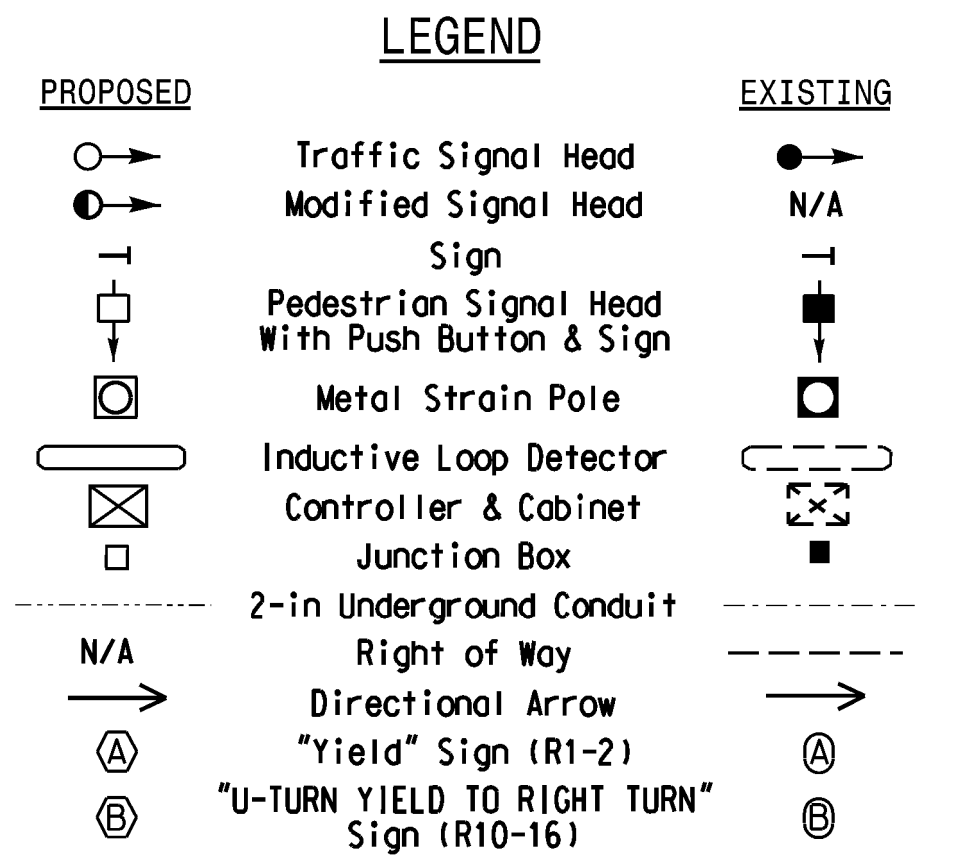 LEGEND
PROPOSED EXISTING
Traffic Signal Head
Modified Signal Head N/A
Sign
Pedestrian Signal Head
With Push Button & Sign
Metal Strain Pole
Inductive Loop Detector
Controller & Cabinet
Junction Box
2-in Underground Conduit
N/A Right of Way
Directional Arrow
A "Yield" Sign (R1-2) A
"U-TURN YIELD TO RIGHT TURN"
B Sign (R10-16) B